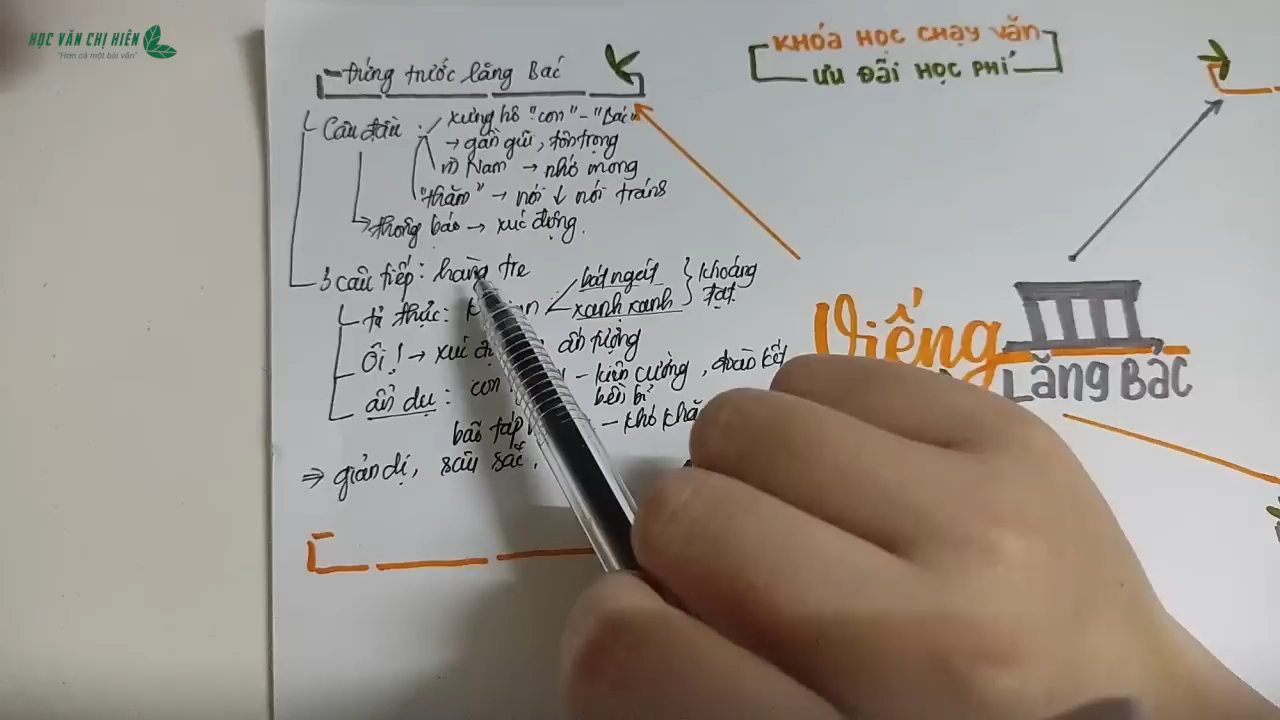 HỌC VĂN CHỊ HIÊN
"Hơn cả một bài văn"
KHÓA HỌC CHẠY VĂN
ƯU ĐÃI HỌC PHÍ
Đứng trước lăng Bác
Câu đầu : xưng hô "con" - "Bác"
→ gần gũi, tôn trọng
Nam → nhớ mong
"thăm" → nói ↓ nói tránh
thông báo → xúc động.
3 câu tiếp : hàng tre
tả thực : bát ngát
xanh xanh
khoáng đạt
Ôi ! → xúc ấn tượng
ẩn dụ : con - kiên cường, đoàn kết
bền bỉ
bão táp - khó
⇒ giản dị, sâu sắc.
Viếng
LĂNG BÁC